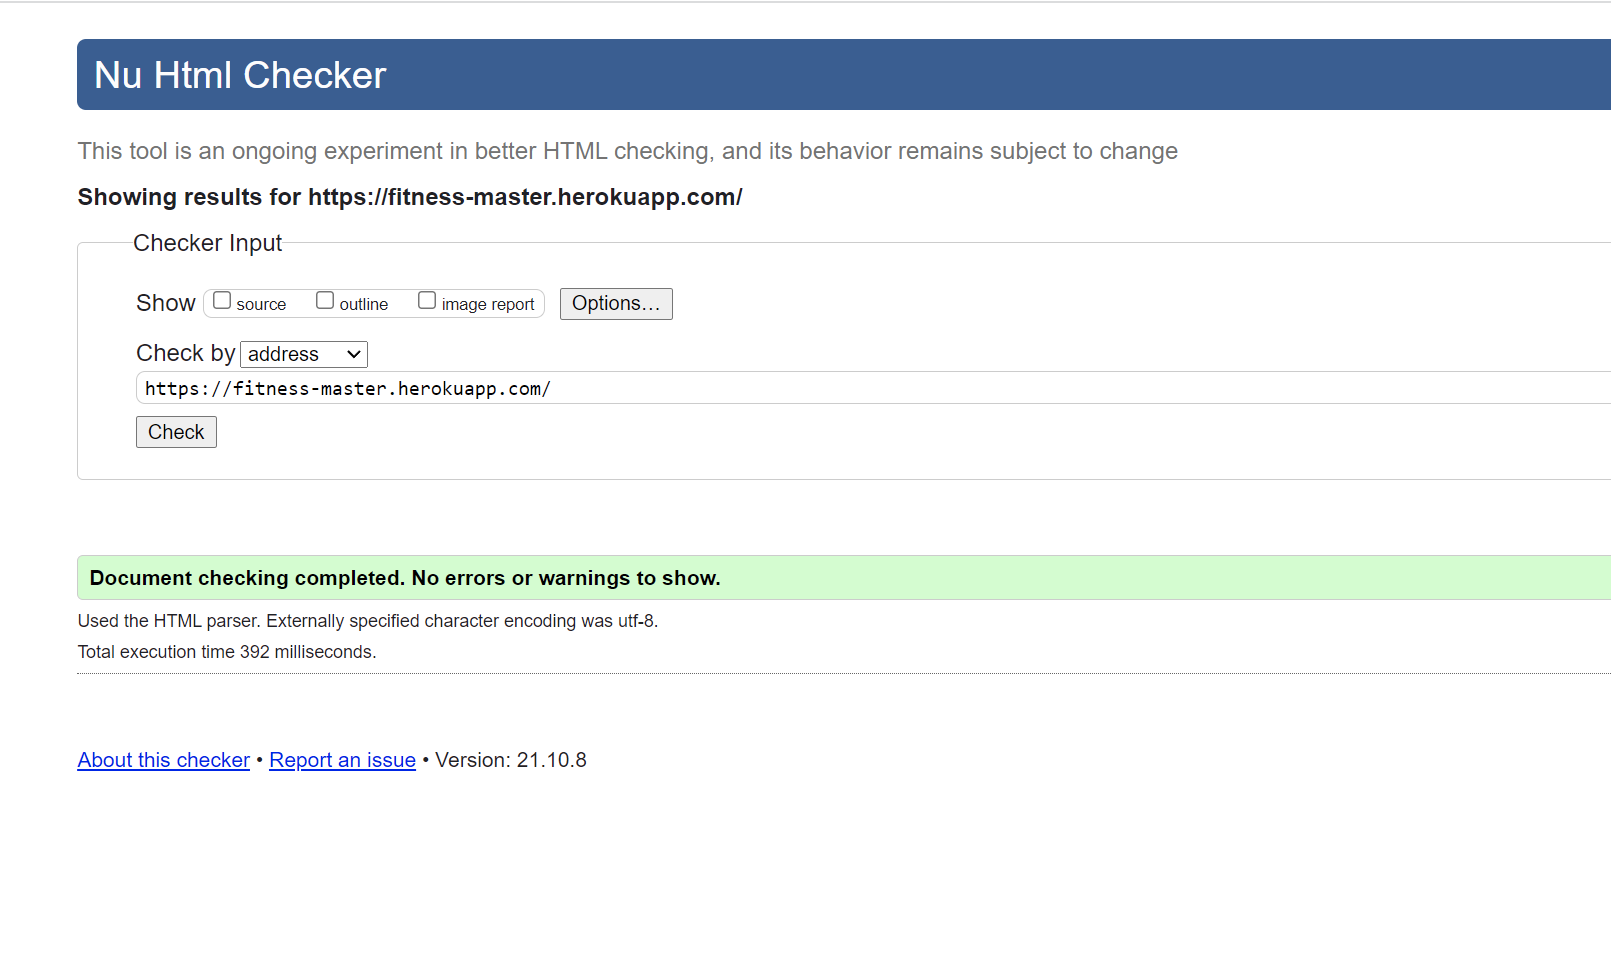 Nu Html Checker
This tool is an ongoing experiment in better HTML checking, and its behavior remains subject to change
Showing results for https://fitness-master.herokuapp.com/
Checker Input
Show source outline image report Options...
Check by address
https://fitness-master.herokuapp.com/
Check
Document checking completed. No errors or warnings to show.
Used the HTML parser. Externally specified character encoding was utf-8.
Total execution time 392 milliseconds.
About this checker • Report an issue • Version: 21.10.8